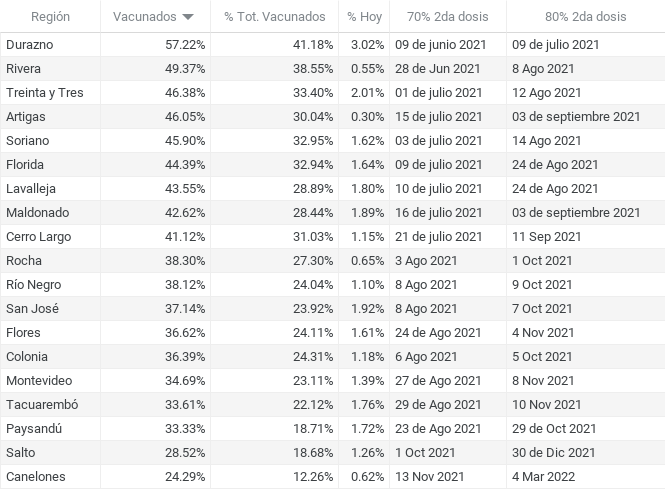 Región Vacunados % Tot. Vacunados % Hoy 70% 2da dosis 80% 2da dosis
Durazno 57.22% 41.18% 3.02% 09 de junio 2021 09 de julio 2021
Rivera 49.37% 38.55% 0.55% 28 de Jun 2021 8 Ago 2021
Treinta y Tres 46.38% 33.40% 2.01% 01 de julio 2021 12 Ago 2021
Artigas 46.05% 30.04% 0.30% 15 de julio 2021 03 de septiembre 2021
Soriano 45.90% 32.95% 1.62% 03 de julio 2021 14 Ago 2021
Florida 44.39% 32.94% 1.64% 09 de julio 2021 24 de Ago 2021
Lavalleja 43.55% 28.89% 1.80% 10 de julio 2021 24 de Ago 2021
Maldonado 42.62% 28.44% 1.89% 16 de julio 2021 03 de septiembre 2021
Cerro Largo 41.12% 31.03% 1.15% 21 de julio 2021 11 Sep 2021
Rocha 38.30% 27.30% 0.65% 3 Ago 2021 1 Oct 2021
Río Negro 38.12% 24.04% 1.10% 8 Ago 2021 9 Oct 2021
San José 37.14% 23.92% 1.92% 8 Ago 2021 7 Oct 2021
Flores 36.62% 24.11% 1.61% 24 de Ago 2021 4 Nov 2021
Colonia 36.39% 24.31% 1.18% 6 Ago 2021 5 Oct 2021
Montevideo 34.69% 23.11% 1.39% 27 de Ago 2021 8 Nov 2021
Tacuarembó 33.61% 22.12% 1.76% 29 de Ago 2021 10 Nov 2021
Paysandú 33.33% 18.71% 1.72% 23 de Ago 2021 29 de Oct 2021
Salto 28.52% 18.68% 1.26% 1 Oct 2021 30 de Dic 2021
Canelones 24.29% 12.26% 0.62% 13 Nov 2021 4 Mar 2022